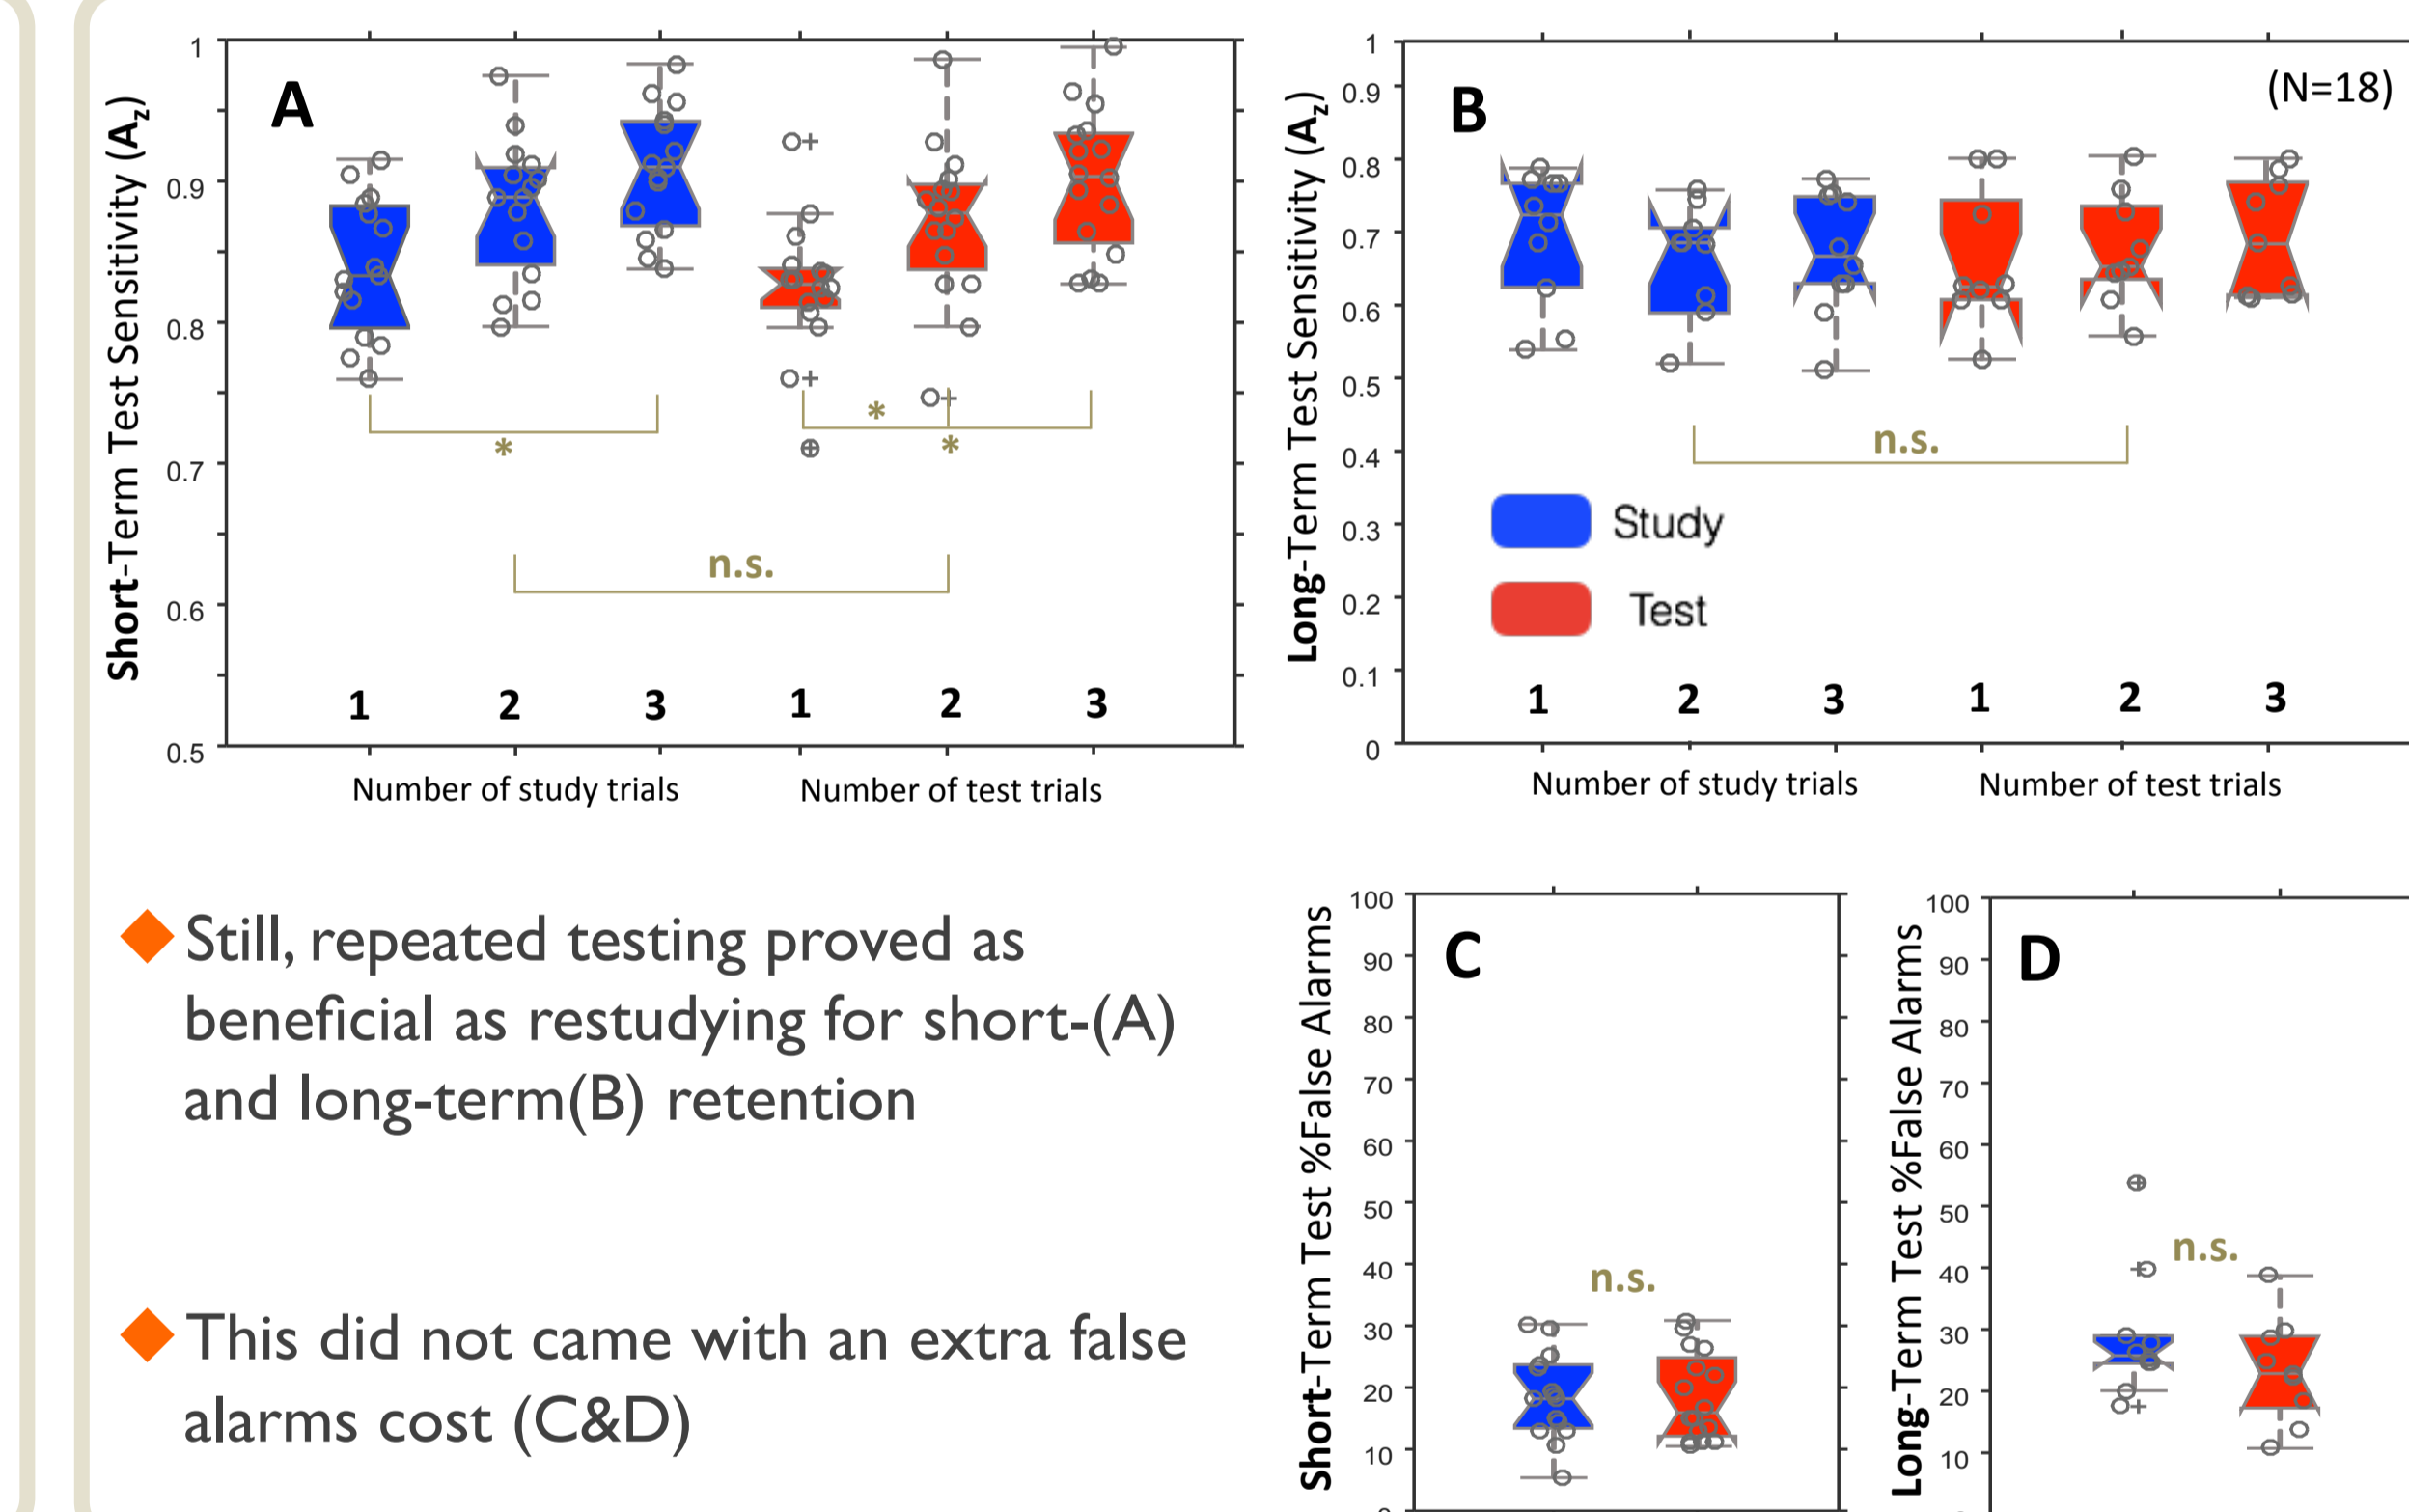 A
Short-Term Test Sensitivity (Az)
1
0.9
0.8
0.7
0.6
0.5
*
*
*
n.s.
1 2 3 1 2 3
Number of study trials Number of test trials
B
(N=18)
Long-Term Test Sensitivity (Az)
1
0.9
0.8
0.7
0.6
0.5
0.4
0.3
0.2
0.1
0
n.s.
Study
Test
1 2 3 1 2 3
Number of study trials Number of test trials
Still, repeated testing proved as
beneficial as restudying for short-(A)
and long-term(B) retention
This did not came with an extra false
alarms cost (C&D)
C
Short-Term Test %False Alarms
100
90
80
70
60
50
40
30
20
10
n.s.
D
Long-Term Test %False Alarms
100
90
80
70
60
50
40
30
20
10
n.s.